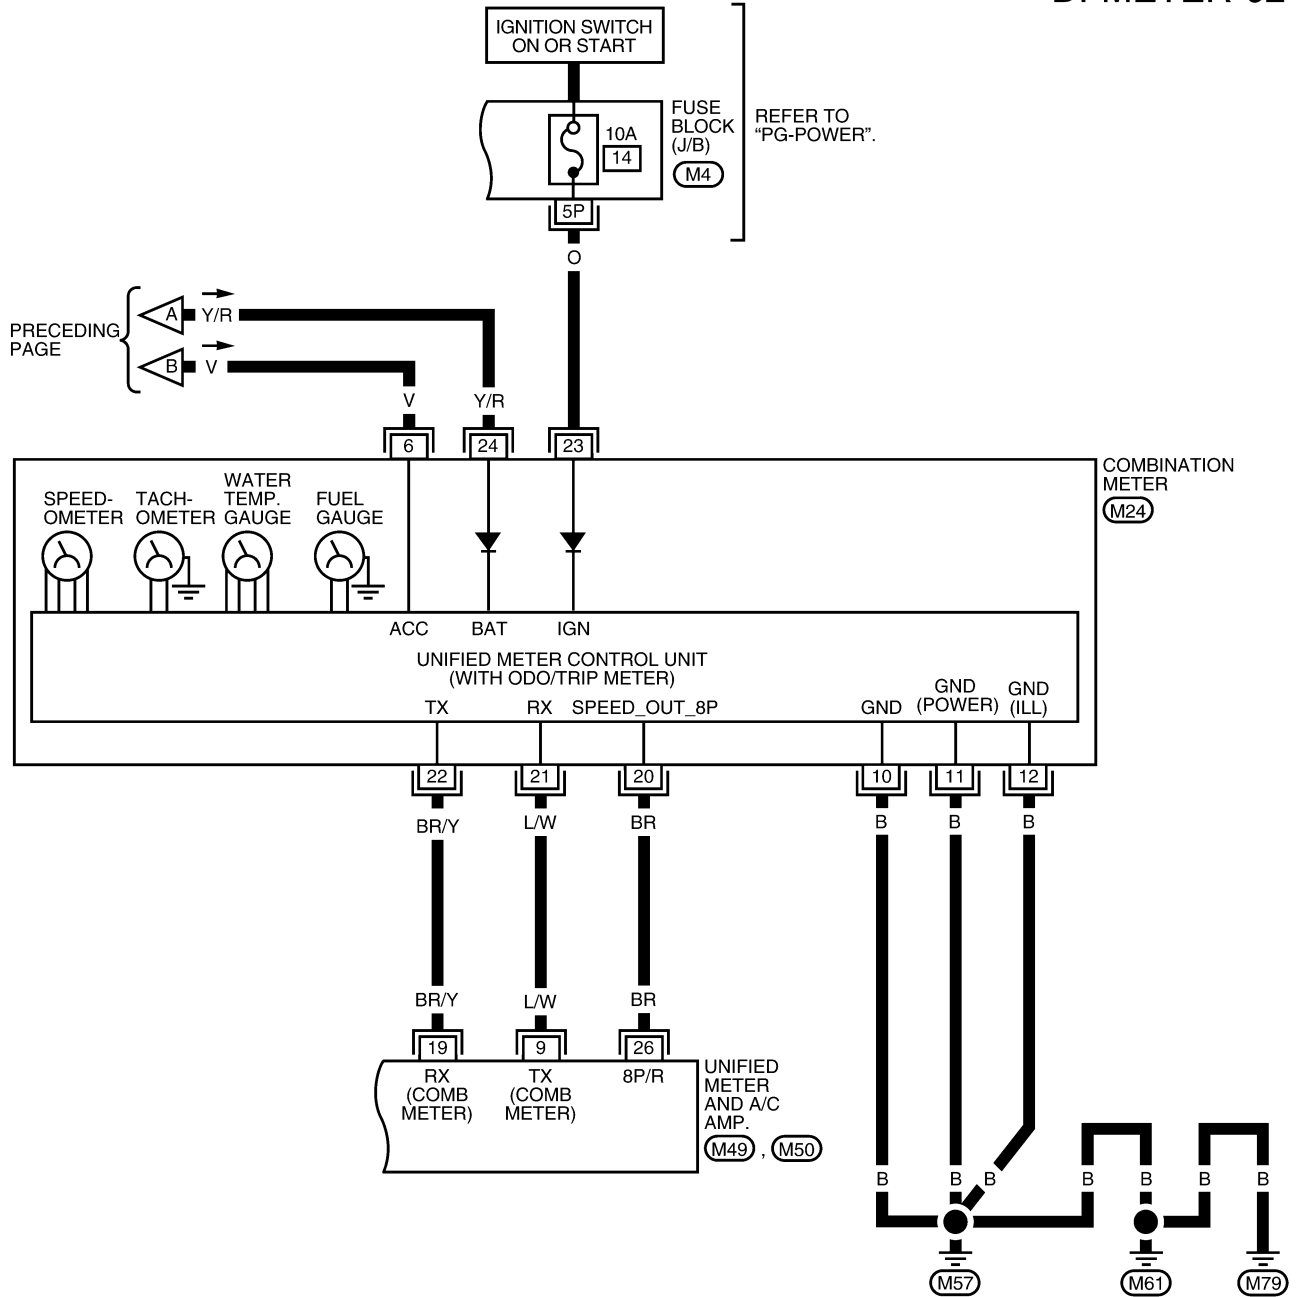 IGNITION SWITCH
ON OR START
FUSE
BLOCK
(J/B)
M4
REFER TO
“PG-POWER”.
10A
14
5P
O
PRECEDING
PAGE
A
Y/R
B
V
V
Y/R
6
24
23
COMBINATION
METER
M24
SPEED-
OMETER
TACH-
OMETER
WATER
TEMP.
GAUGE
FUEL
GAUGE
ACC
BAT
IGN
UNIFIED METER CONTROL UNIT
(WITH ODO/TRIP METER)
TX
RX
SPEED_OUT_8P
GND
GND
(POWER)
GND
(ILL)
22
21
20
10
11
12
BR/Y
L/W
BR
B
B
B
BR/Y
L/W
BR
19
9
26
RX
(COMB
METER)
TX
(COMB
METER)
8P/R
UNIFIED
METER
AND A/C
AMP.
M49 , M50
B
B
B
B
B
B
B
M57
M61
M79